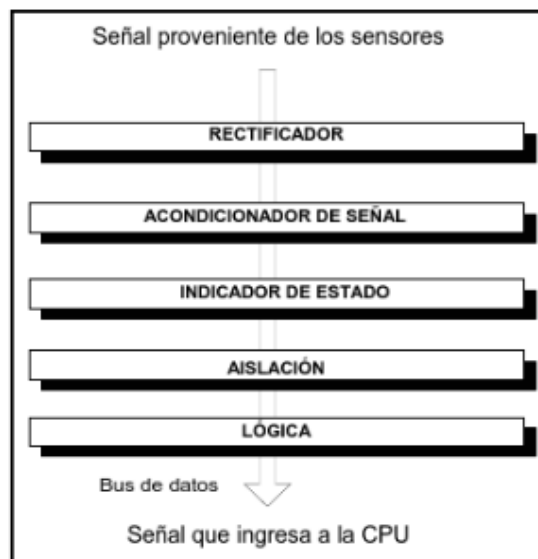 Señal proveniente de los sensores
RECTIFICADOR
ACONDICIONADOR DE SEÑAL
INDICADOR DE ESTADO
AISLACIÓN
LÓGICA
Bus de datos
Señal que ingresa a la CPU